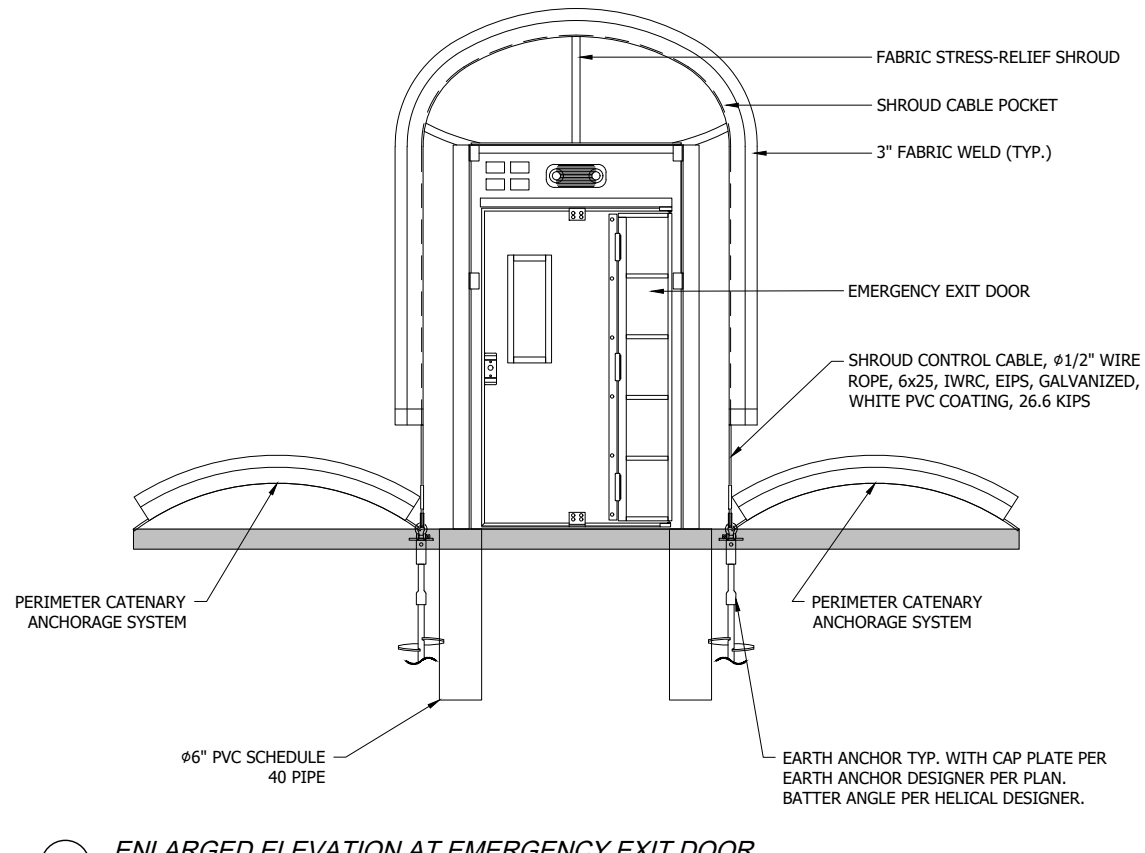 FABRIC STRESS-RELIEF SHROUD
SHROUD CABLE POCKET
3" FABRIC WELD (TYP.)
EMERGENCY EXIT DOOR
SHROUD CONTROL CABLE, ϕ1/2" WIRE
ROPE, 6x25, IWRC, EIPS, GALVANIZED,
WHITE PVC COATING, 26.6 KIPS
PERIMETER CATENARY
ANCHORAGE SYSTEM
PERIMETER CATENARY
ANCHORAGE SYSTEM
ϕ6" PVC SCHEDULE
40 PIPE
EARTH ANCHOR TYP. WITH CAP PLATE PER
EARTH ANCHOR DESIGNER PER PLAN.
BATTER ANGLE PER HELICAL DESIGNER.
ENLARGED ELEVATION AT EMERGENCY EXIT DOOR